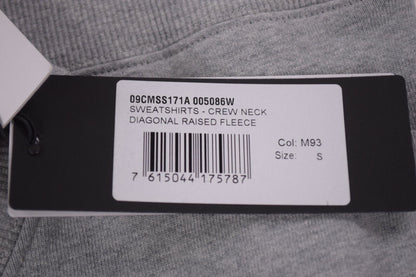 09CMSS171A 005086W
SWEATSHIRTS - CREW NECK
DIAGONAL RAISED FLEECE
Col: M93
Size: S
7 615044 175787